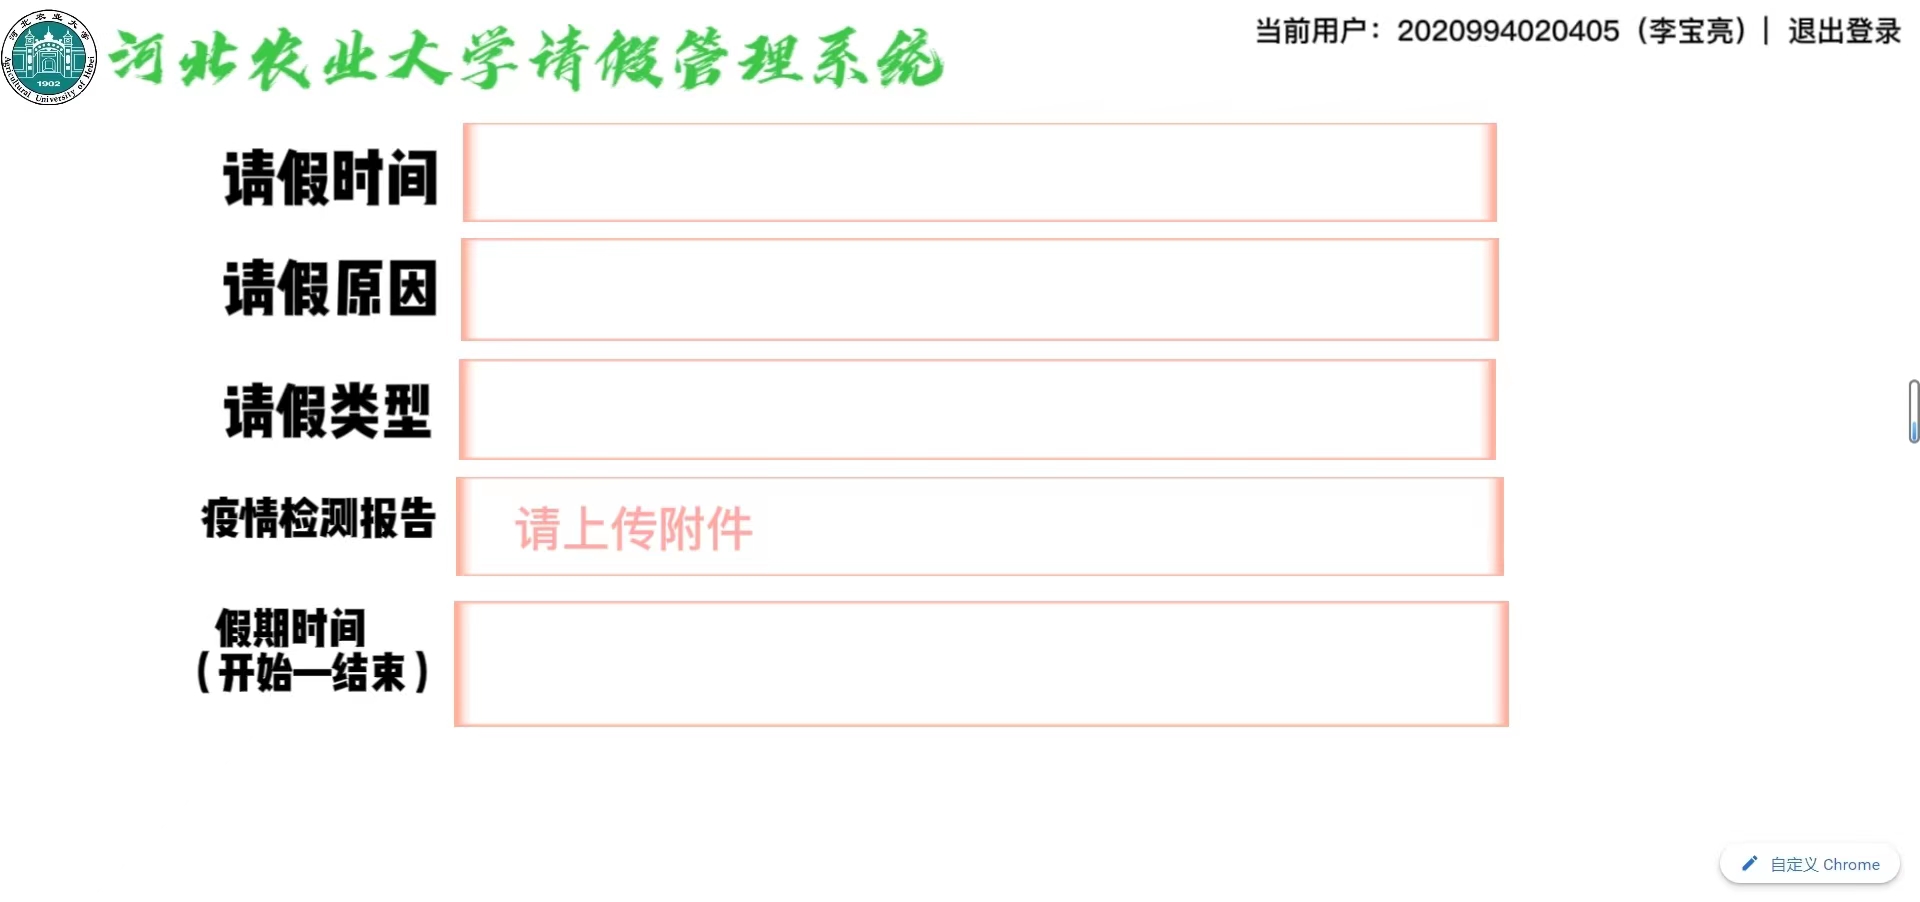 河北农业大学
Agricultural University of Hebei
1902
河北农业大学请假管理系统
当前用户：2020994020405（李宝亮）| 退出登录
请假时间
请假原因
请假类型
疫情检测报告
请上传附件
假期时间
（开始—结束）
自定义 Chrome